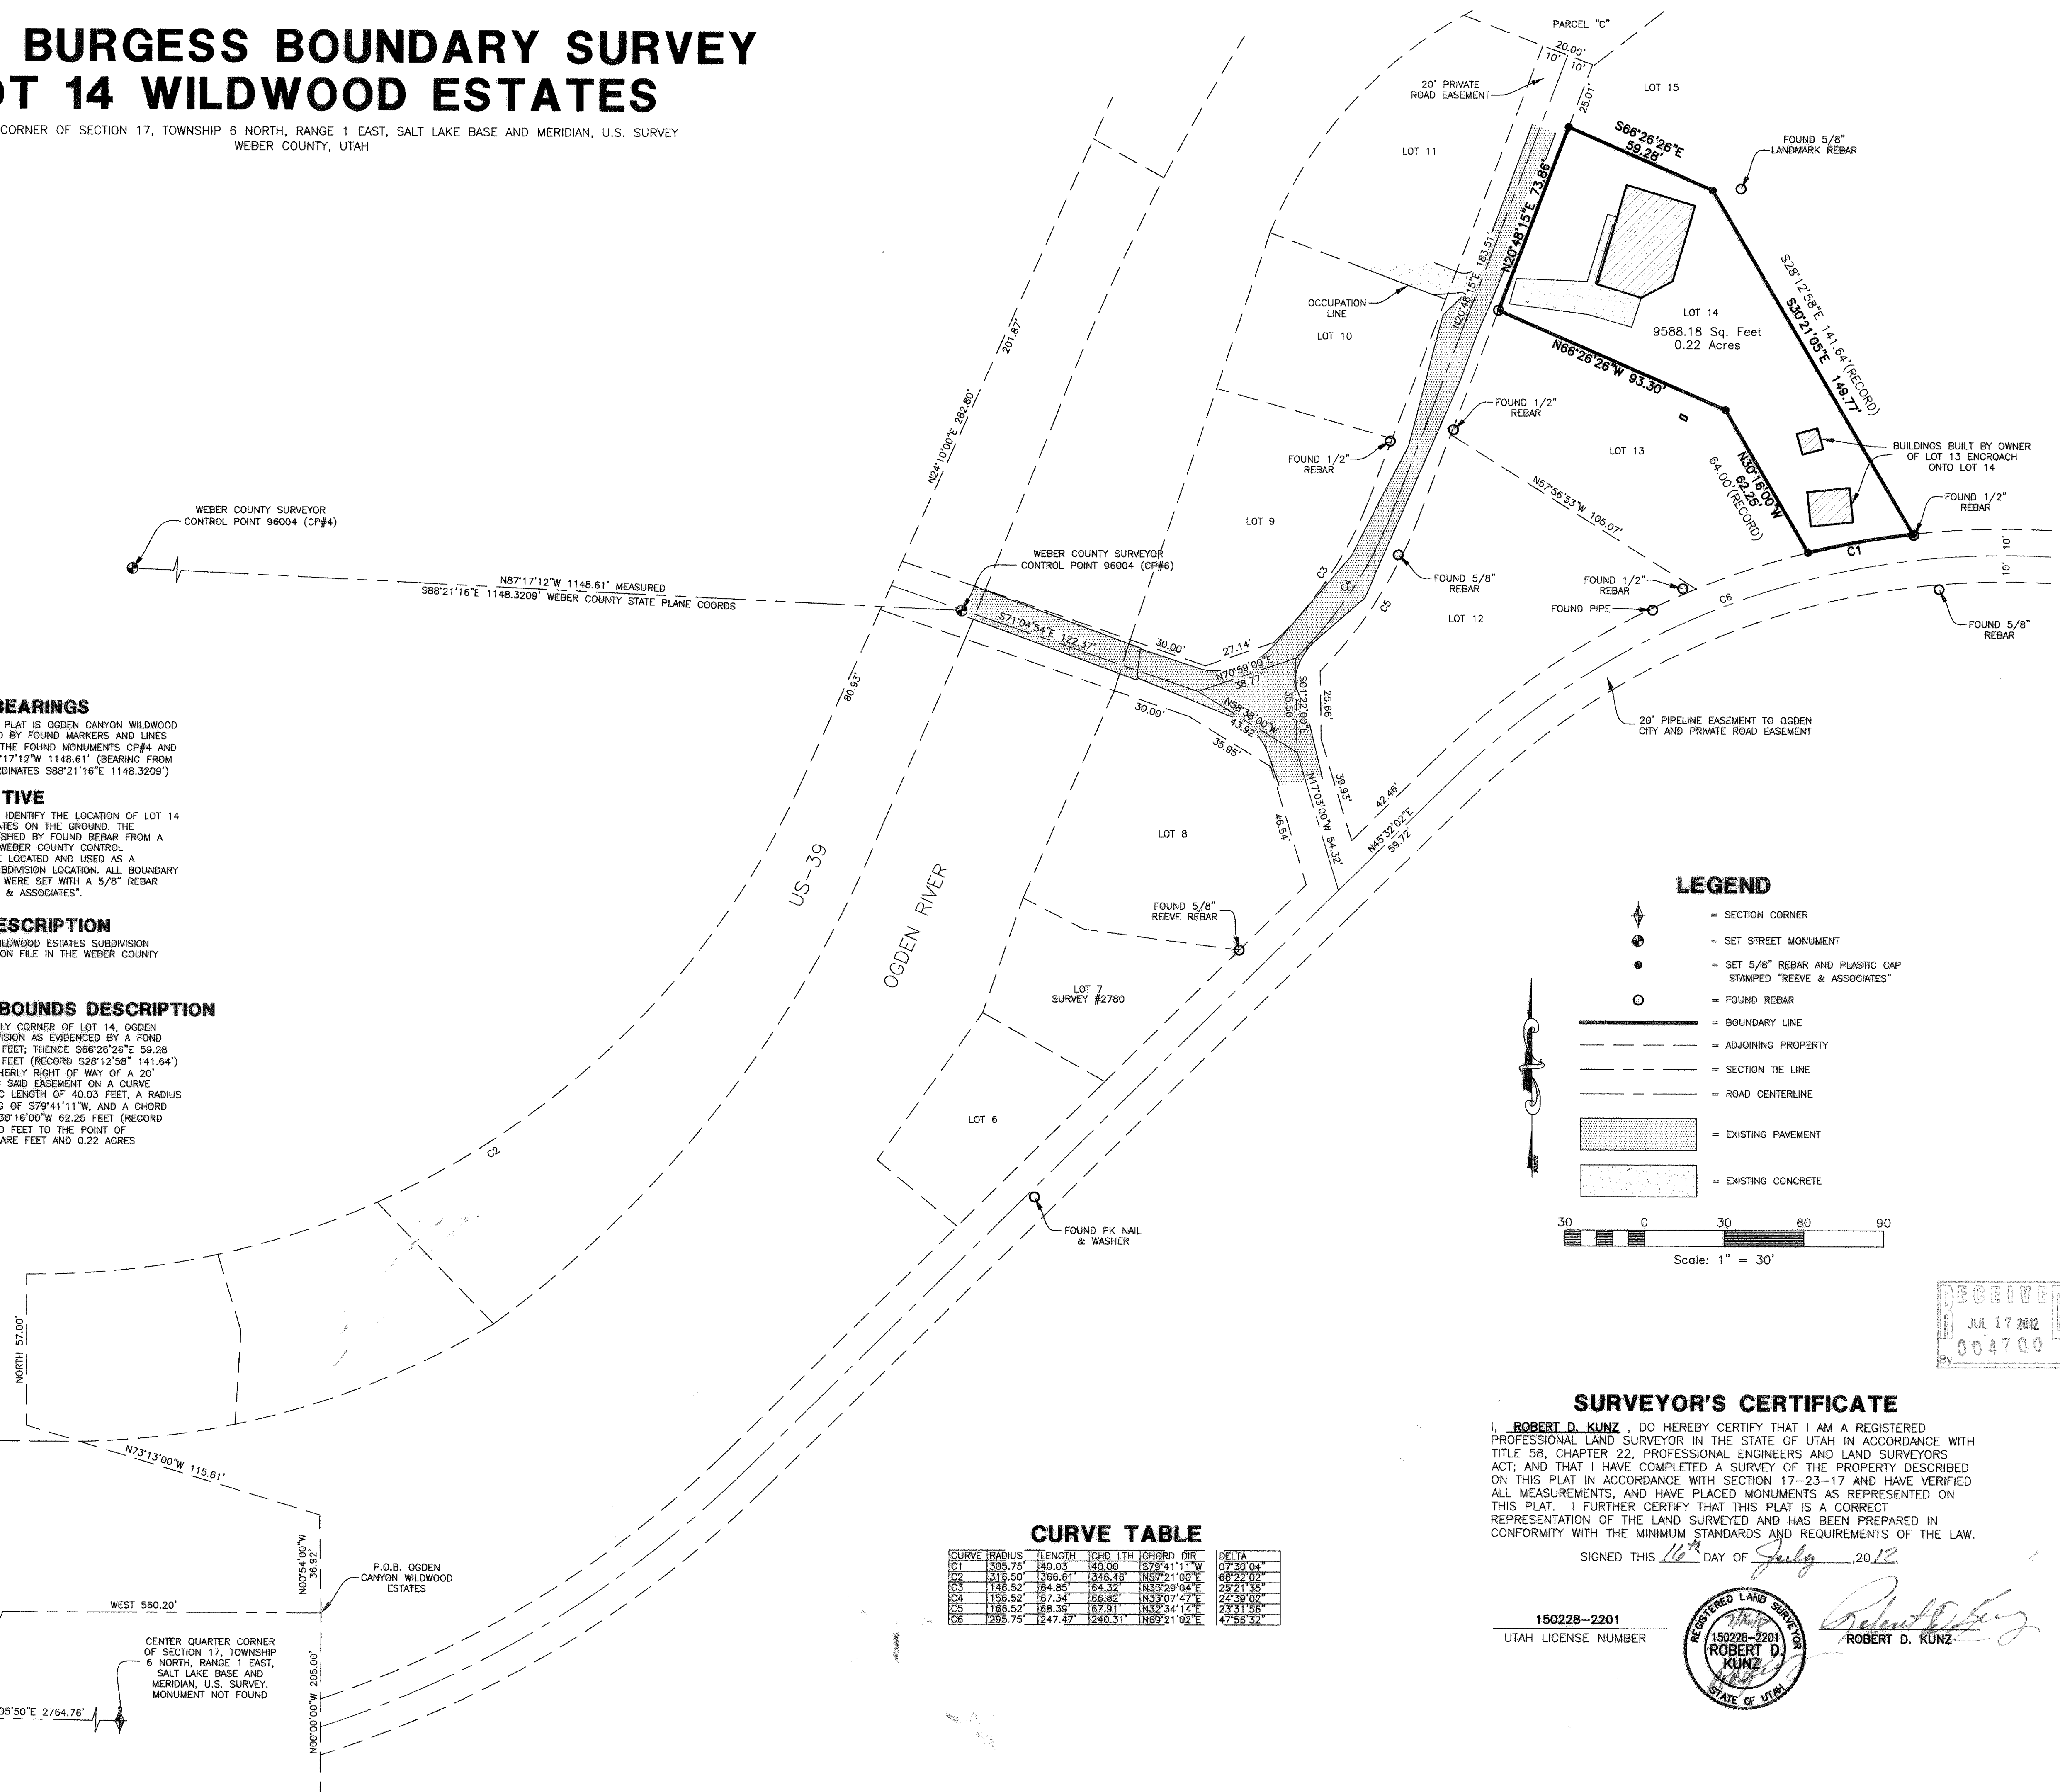 BURGESS BOUNDARY SURVEY
OT 14 WILDWOOD ESTATES
CORNER OF SECTION 17, TOWNSHIP 6 NORTH, RANGE 1 EAST, SALT LAKE BASE AND MERIDIAN, U.S. SURVEY
WEBER COUNTY, UTAH
PARCEL "C"
20.00'
10'
10'
20' PRIVATE
ROAD EASEMENT
25.01'
LOT 15
LOT 11
S66°26'26"E
59.28'
FOUND 5/8"
LANDMARK REBAR
N20°48'15"E 73.86'
N20°48'15"E 183.51'
OCCUPATION
LINE
LOT 10
LOT 14
9588.18 Sq. Feet
0.22 Acres
S28°12'58"E 141.64'(RECORD)
S30°21'05"E 149.77'
N66°26'26"W 93.30'
FOUND 1/2"
REBAR
FOUND 1/2"
REBAR
LOT 13
BUILDINGS BUILT BY OWNER
OF LOT 13 ENCROACH
ONTO LOT 14
N30°16'00"W
62.25'
64.00'(RECORD)
FOUND 1/2"
REBAR
N57°56'53"W 105.07'
C1
10'
10'
LOT 9
201.87'
N24°10'00"E 282.80'
WEBER COUNTY SURVEYOR
CONTROL POINT 96004 (CP#4)
WEBER COUNTY SURVEYOR
CONTROL POINT 96004 (CP#6)
N87°17'12"W 1148.61' MEASURED
S88°21'16"E 1148.3209' WEBER COUNTY STATE PLANE COORDS
C3
C4
C5
FOUND 5/8"
REBAR
FOUND 1/2"
REBAR
FOUND PIPE
C6
LOT 12
FOUND 5/8"
REBAR
S71°04'54"E 122.37'
30.00'
27.14'
N70°59'00"E
38.77'
S01°22'00"E
35.50'
25.66'
80.93'
30.00'
N58°38'00"W
43.92'
35.95'
20' PIPELINE EASEMENT TO OGDEN
CITY AND PRIVATE ROAD EASEMENT
39.93'
N17°03'00"W 54.32'
46.54'
42.46'
N45°32'02"E
59.72'
BEARINGS
PLAT IS OGDEN CANYON WILDWOOD
D BY FOUND MARKERS AND LINES
THE FOUND MONUMENTS CP#4 AND
°17'12"W 1148.61' (BEARING FROM
RDINATES S88°21'16"E 1148.3209')
TIVE
IDENTIFY THE LOCATION OF LOT 14
ATES ON THE GROUND. THE
SHED BY FOUND REBAR FROM A
WEBER COUNTY CONTROL
E LOCATED AND USED AS A
BDIVISION LOCATION. ALL BOUNDARY
WERE SET WITH A 5/8" REBAR
& ASSOCIATES".
ESCRIPTION
ILDWOOD ESTATES SUBDIVISION
ON FILE IN THE WEBER COUNTY
BOUNDS DESCRIPTION
LY CORNER OF LOT 14, OGDEN
ISION AS EVIDENCED BY A FOND
FEET; THENCE S66°26'26"E 59.28
FEET (RECORD S28°12'58" 141.64')
HERLY RIGHT OF WAY OF A 20'
G SAID EASEMENT ON A CURVE
C LENGTH OF 40.03 FEET, A RADIUS
G OF S79°41'11"W, AND A CHORD
30°16'00"W 62.25 FEET (RECORD
0 FEET TO THE POINT OF
ARE FEET AND 0.22 ACRES
US-39
OGDEN RIVER
LOT 8
FOUND 5/8"
REEVE REBAR
LOT 7
SURVEY #2780
LOT 6
FOUND PK NAIL
& WASHER
C2
LEGEND
= SECTION CORNER
= SET STREET MONUMENT
= SET 5/8" REBAR AND PLASTIC CAP
STAMPED "REEVE & ASSOCIATES"
= FOUND REBAR
= BOUNDARY LINE
= ADJOINING PROPERTY
= SECTION TIE LINE
= ROAD CENTERLINE
= EXISTING PAVEMENT
= EXISTING CONCRETE
30 0 30 60 90
Scale: 1" = 30'
RECEIVE
JUL 17 2012
By 004700
NORTH 57.00'
N73°13'00"W 115.61'
N00°54'00"W
36.92'
P.O.B. OGDEN
CANYON WILDWOOD
ESTATES
WEST 560.20'
CENTER QUARTER CORNER
OF SECTION 17, TOWNSHIP
6 NORTH, RANGE 1 EAST,
SALT LAKE BASE AND
MERIDIAN, U.S. SURVEY.
MONUMENT NOT FOUND
05'50"E 2764.76'
N00°00'00"W 205.00'
CURVE TABLE
CURVE RADIUS LENGTH CHD LTH CHORD DIR DELTA
C1 305.75' 40.03 40.00 S79°41'11"W 07°30'04"
C2 316.50' 366.61' 346.46' N57°21'00"E 66°22'02"
C3 146.52' 64.85' 64.32' N33°29'04"E 25°21'35"
C4 156.52' 67.34' 66.82' N33°07'47"E 24°39'02"
C5 166.52' 68.39' 67.91' N32°34'14"E 23°31'56"
C6 295.75' 247.47' 240.31' N69°21'02"E 47°56'32"
SURVEYOR'S CERTIFICATE
I, ROBERT D. KUNZ , DO HEREBY CERTIFY THAT I AM A REGISTERED
PROFESSIONAL LAND SURVEYOR IN THE STATE OF UTAH IN ACCORDANCE WITH
TITLE 58, CHAPTER 22, PROFESSIONAL ENGINEERS AND LAND SURVEYORS
ACT; AND THAT I HAVE COMPLETED A SURVEY OF THE PROPERTY DESCRIBED
ON THIS PLAT IN ACCORDANCE WITH SECTION 17-23-17 AND HAVE VERIFIED
ALL MEASUREMENTS, AND HAVE PLACED MONUMENTS AS REPRESENTED ON
THIS PLAT. I FURTHER CERTIFY THAT THIS PLAT IS A CORRECT
REPRESENTATION OF THE LAND SURVEYED AND HAS BEEN PREPARED IN
CONFORMITY WITH THE MINIMUM STANDARDS AND REQUIREMENTS OF THE LAW.
SIGNED THIS 16th DAY OF July ,2012
150228-2201
UTAH LICENSE NUMBER
REGISTERED LAND SURVEYOR
7/16/12
150228-2201
ROBERT D.
KUNZ
STATE OF UTAH
Robert D. Kunz
ROBERT D. KUNZ